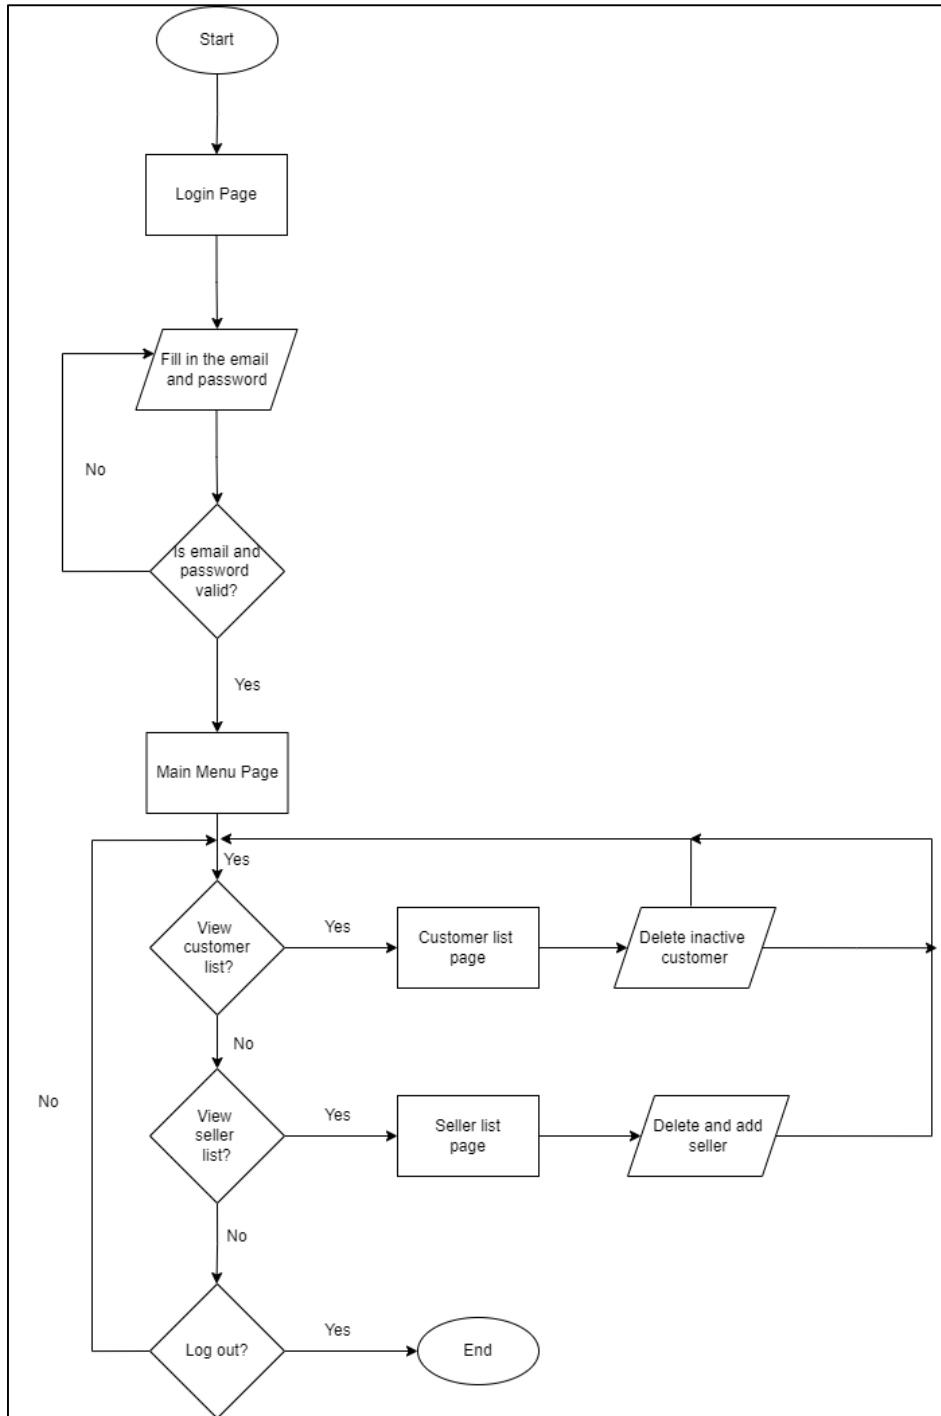 Start
Login Page
Fill in the email
and password
No
Is email and
password
valid?
Yes
Main Menu Page
Yes
View
customer
list?
Yes
Customer list
page
Delete inactive
customer
No
No
View
seller
list?
Yes
Seller list
page
Delete and add
seller
No
Log out?
Yes
End